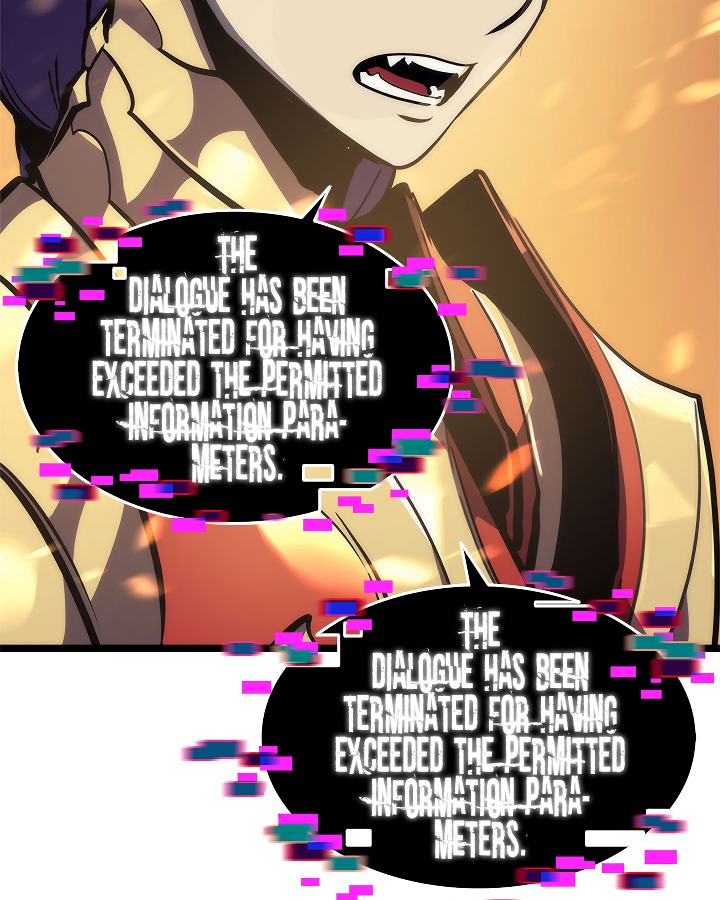 THE
DIALOGUE HAS BEEN
TERMINATED FOR HAVING
EXCEEDED THE PERMITTED
INFORMATION PARA-
METERS.
THE
DIALOGUE HAS BEEN
TERMINATED FOR HAVING
EXCEEDED THE PERMITTED
INFORMATION PARA-
METERS.